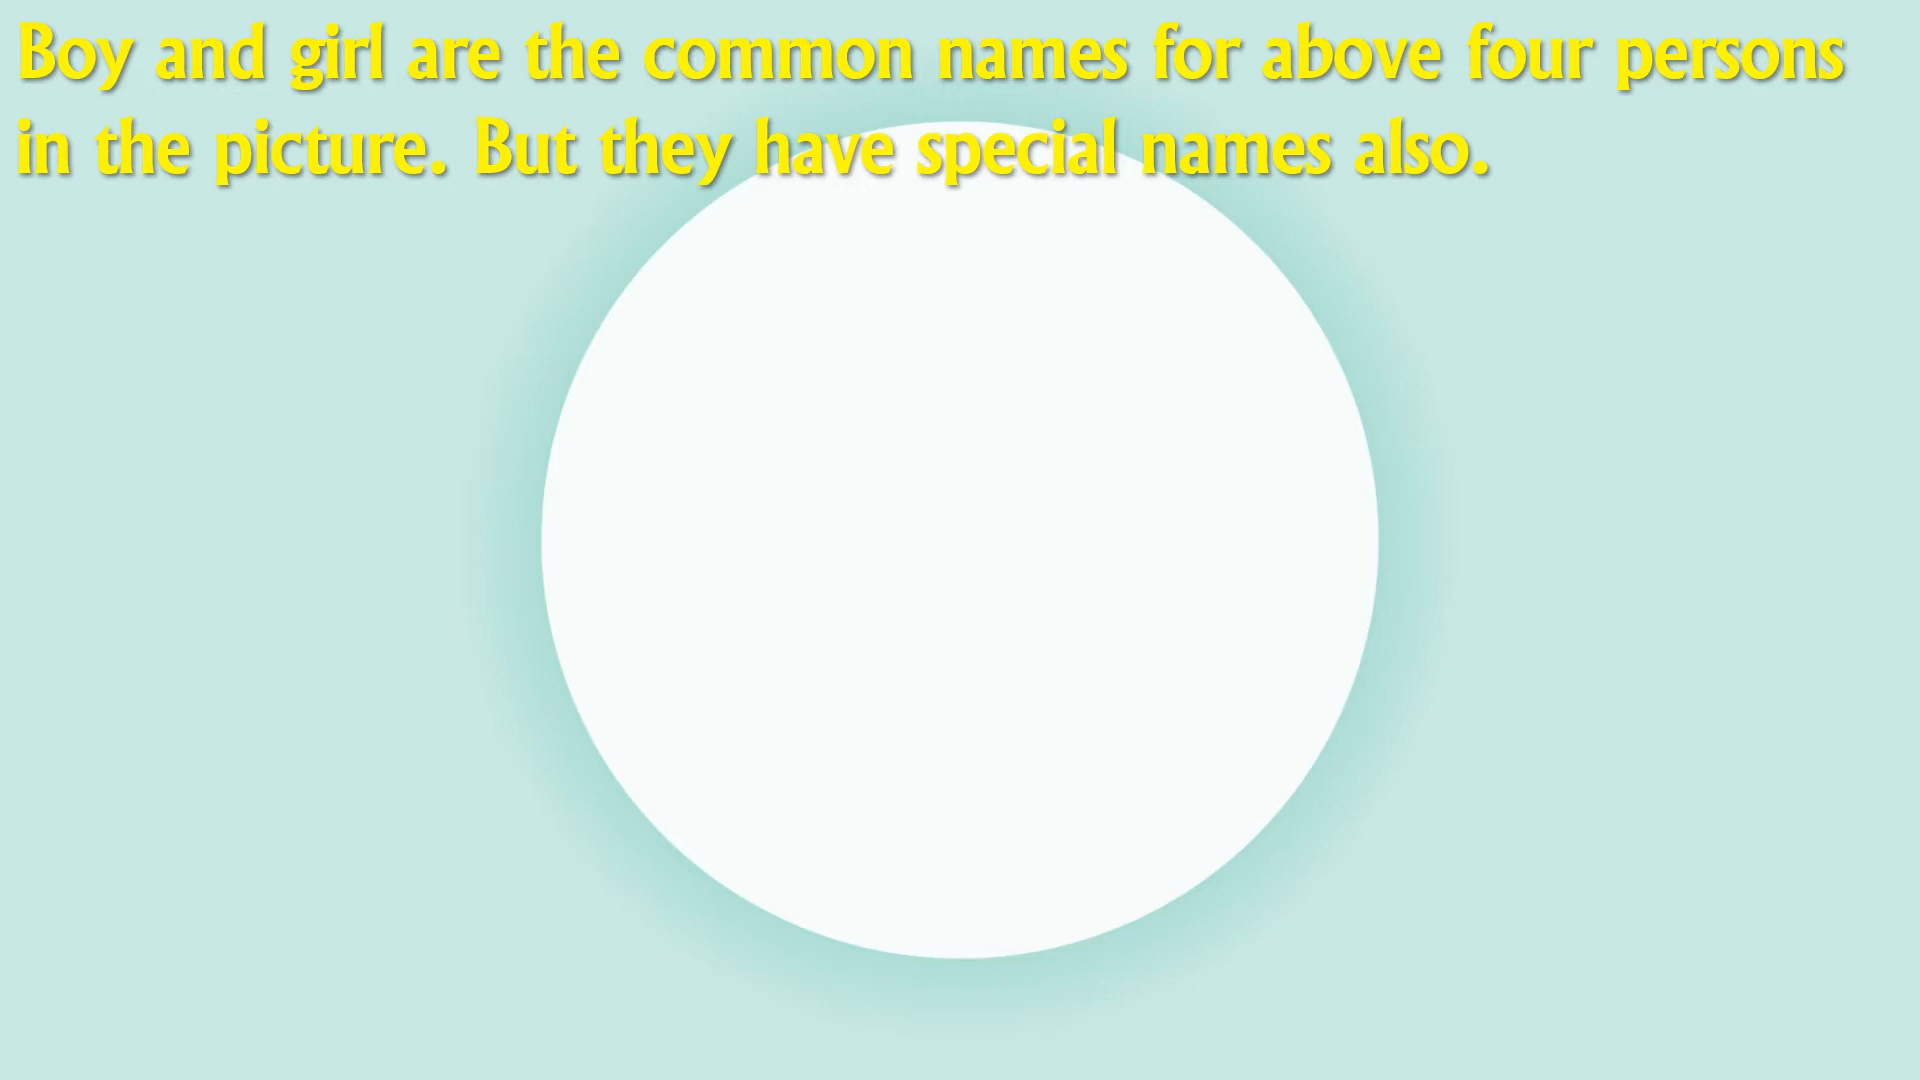 Boy and girl are the common names for above four persons
in the picture. But they have special names also.